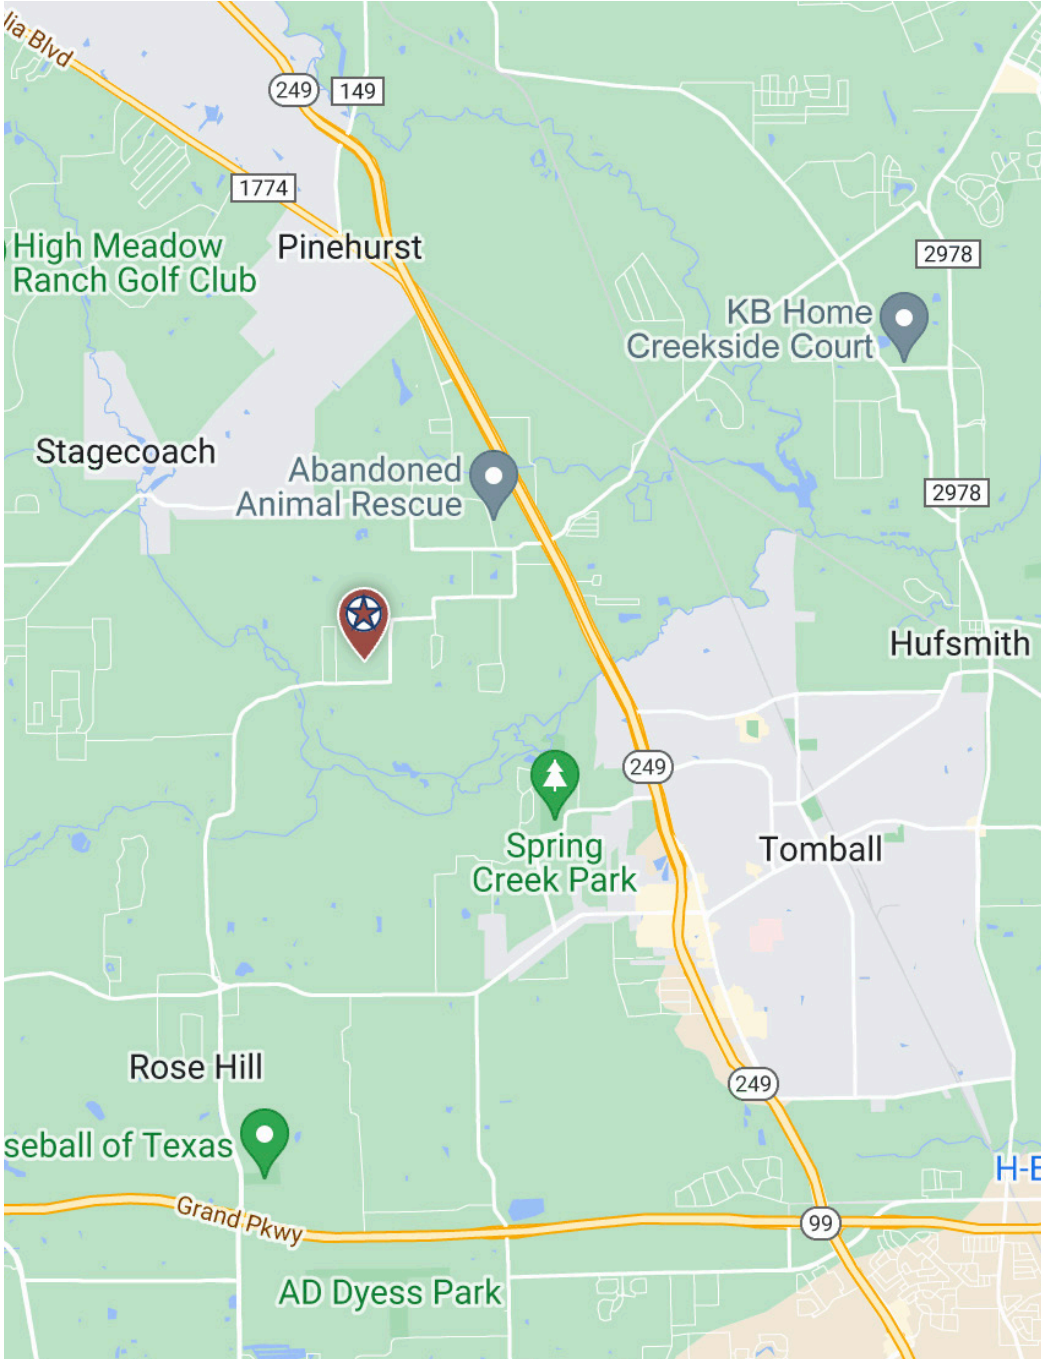 lia Blvd
249
149
1774
Pinehurst
High Meadow
Ranch Golf Club
2978
KB Home
Creekside Court
Stagecoach
Abandoned
Animal Rescue
2978
Hufsmith
249
Spring
Creek Park
Tomball
Rose Hill
249
seball of Texas
H-E
Grand Pkwy
99
AD Dyess Park